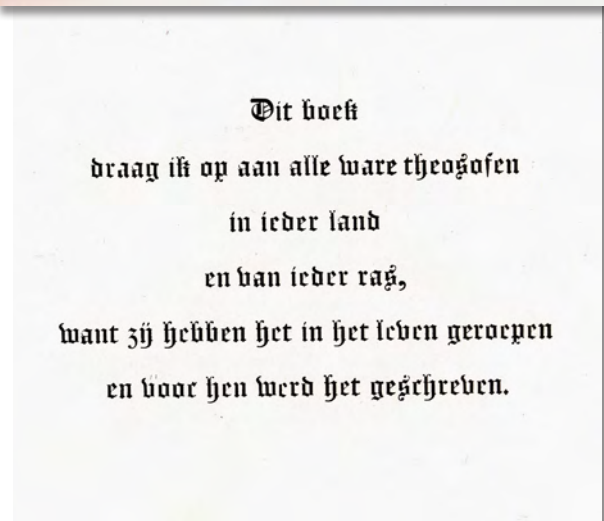 Dit boek
draag ik op aan alle ware theosofen
in ieder land
en van ieder ras,
want zij hebben het in het leven geroepen
en voor hen werd het geschreven.